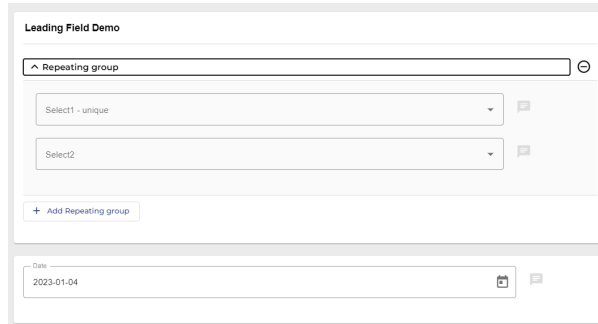 Leading Field Demo
Repeating group
Select1 - unique
Select2
+ Add Repeating group
Date
2023-01-04